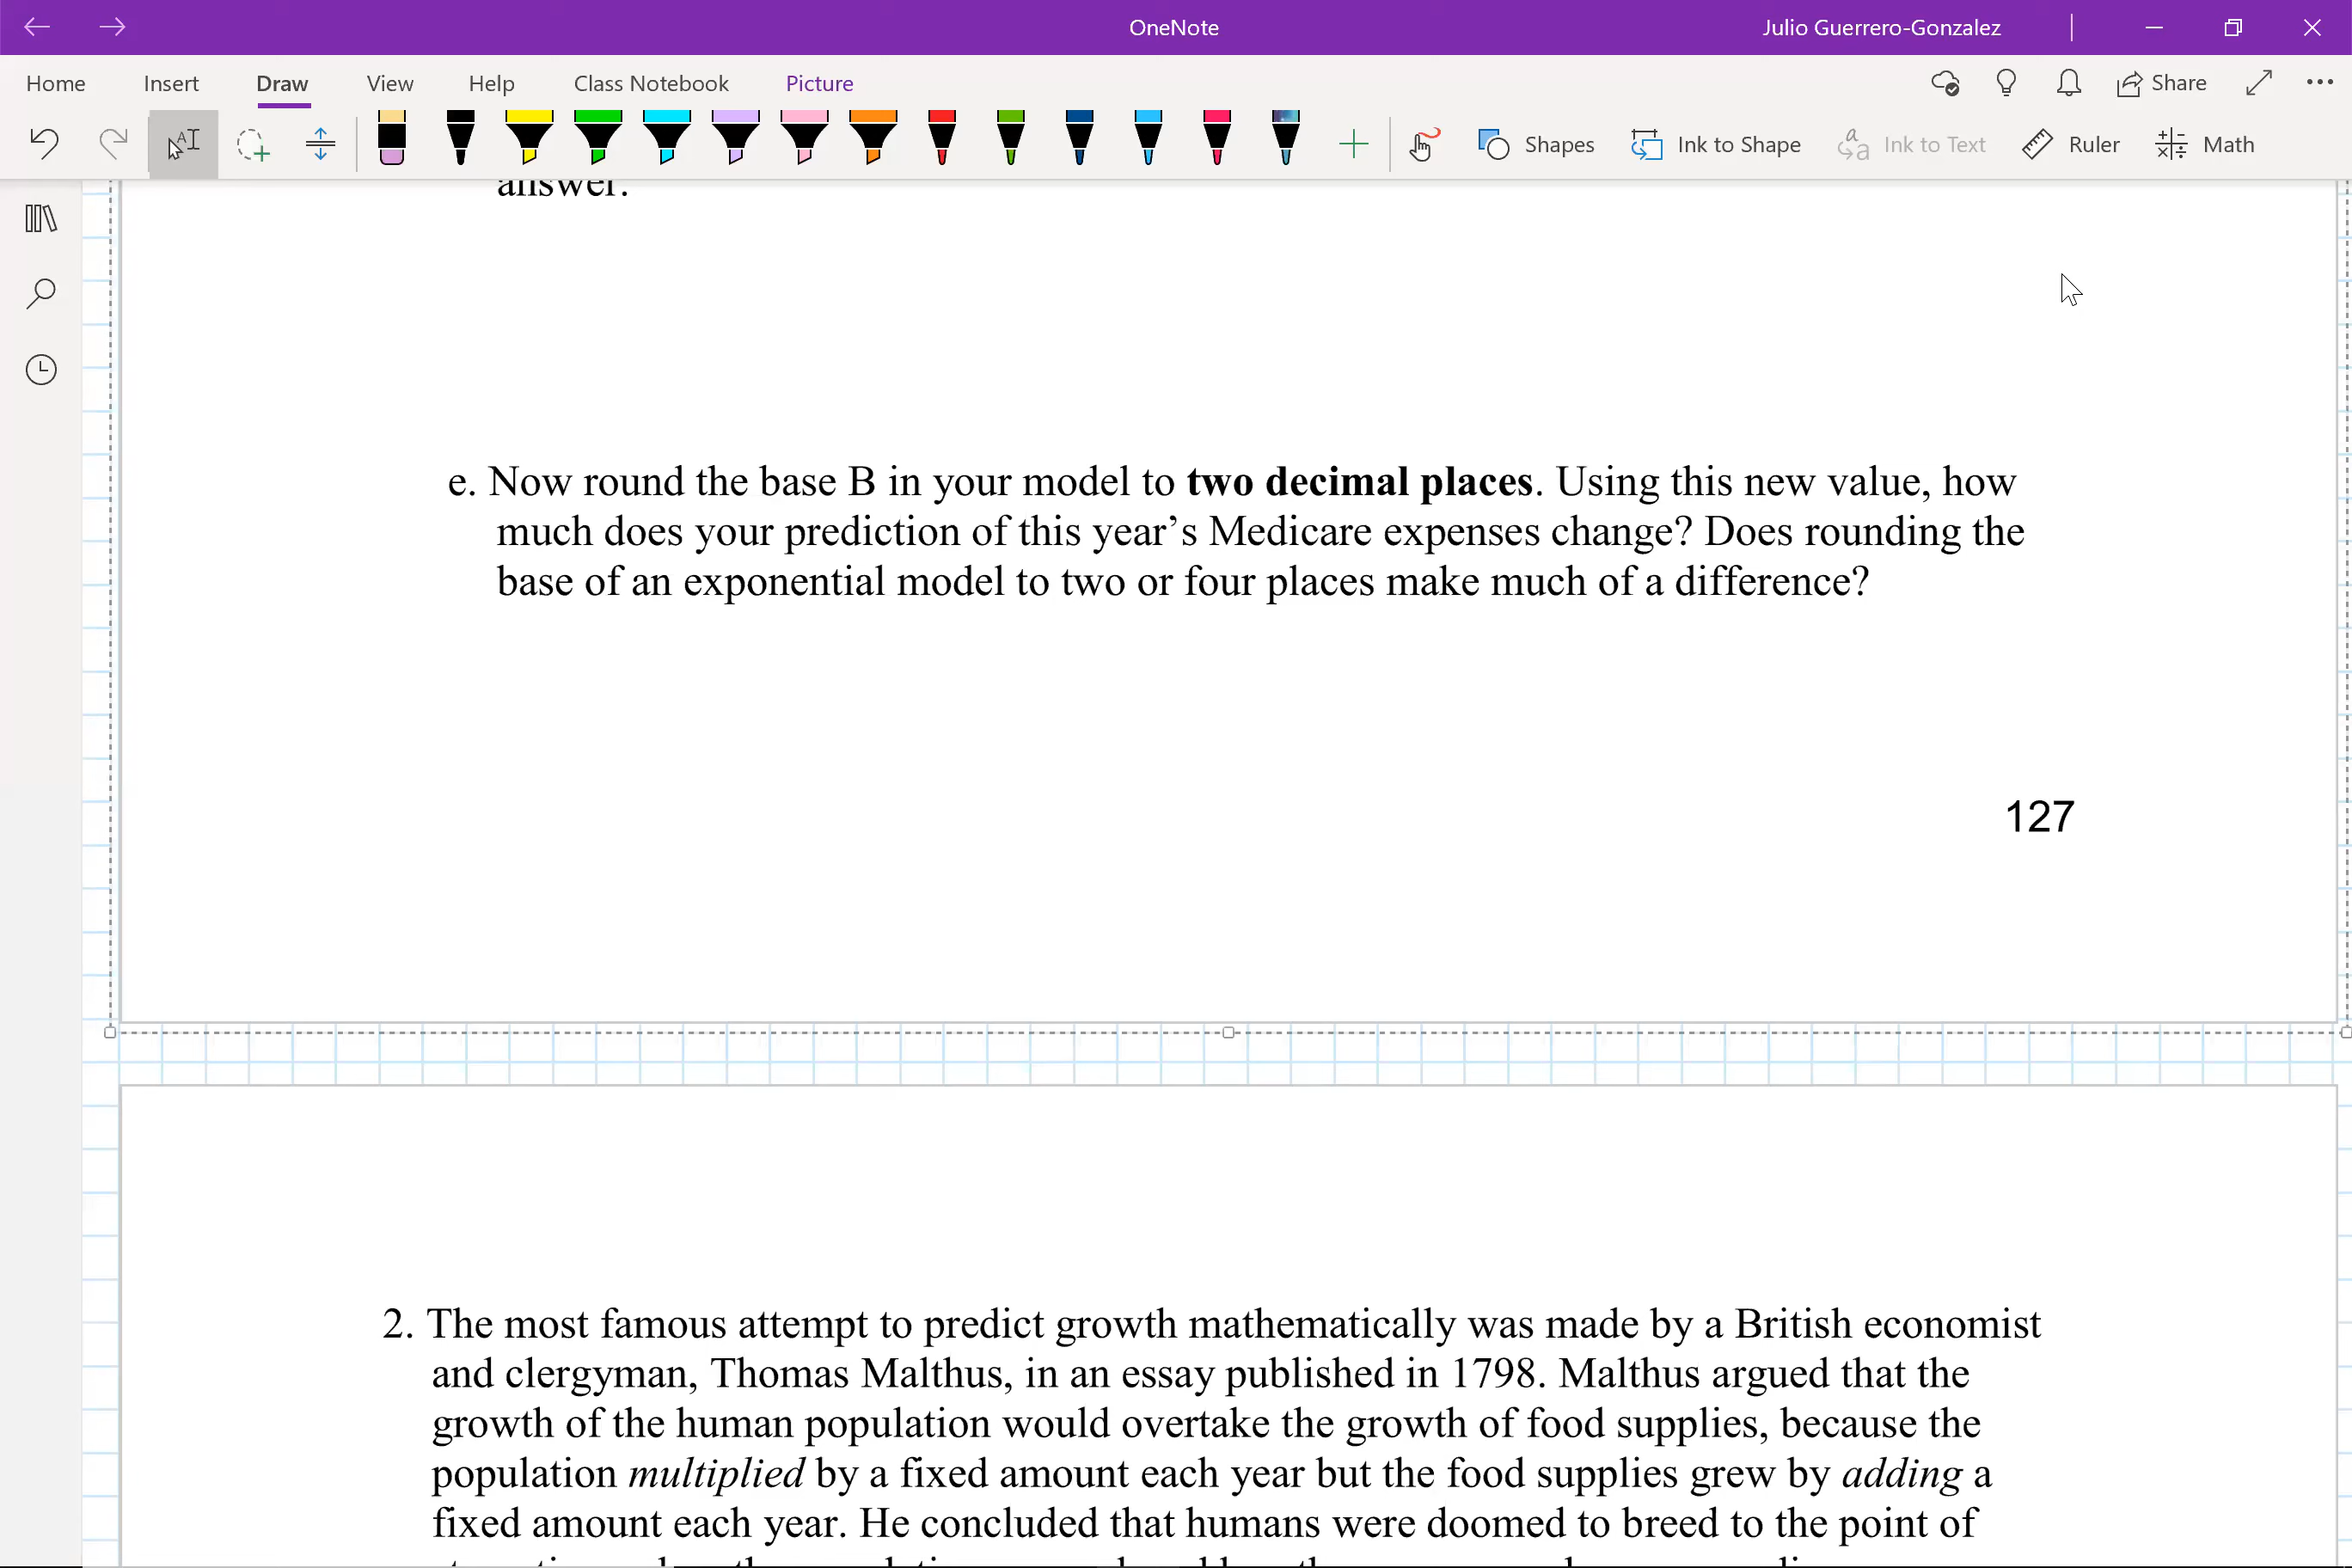 OneNote
Julio Guerrero-Gonzalez
Home Insert Draw View Help Class Notebook Picture
Share
Shapes Ink to Shape Ink to Text Ruler Math
answer.
e. Now round the base B in your model to two decimal places. Using this new value, how
much does your prediction of this year’s Medicare expenses change? Does rounding the
base of an exponential model to two or four places make much of a difference?
127
2. The most famous attempt to predict growth mathematically was made by a British economist
and clergyman, Thomas Malthus, in an essay published in 1798. Malthus argued that the
growth of the human population would overtake the growth of food supplies, because the
population multiplied by a fixed amount each year but the food supplies grew by adding a
fixed amount each year. He concluded that humans were doomed to breed to the point of